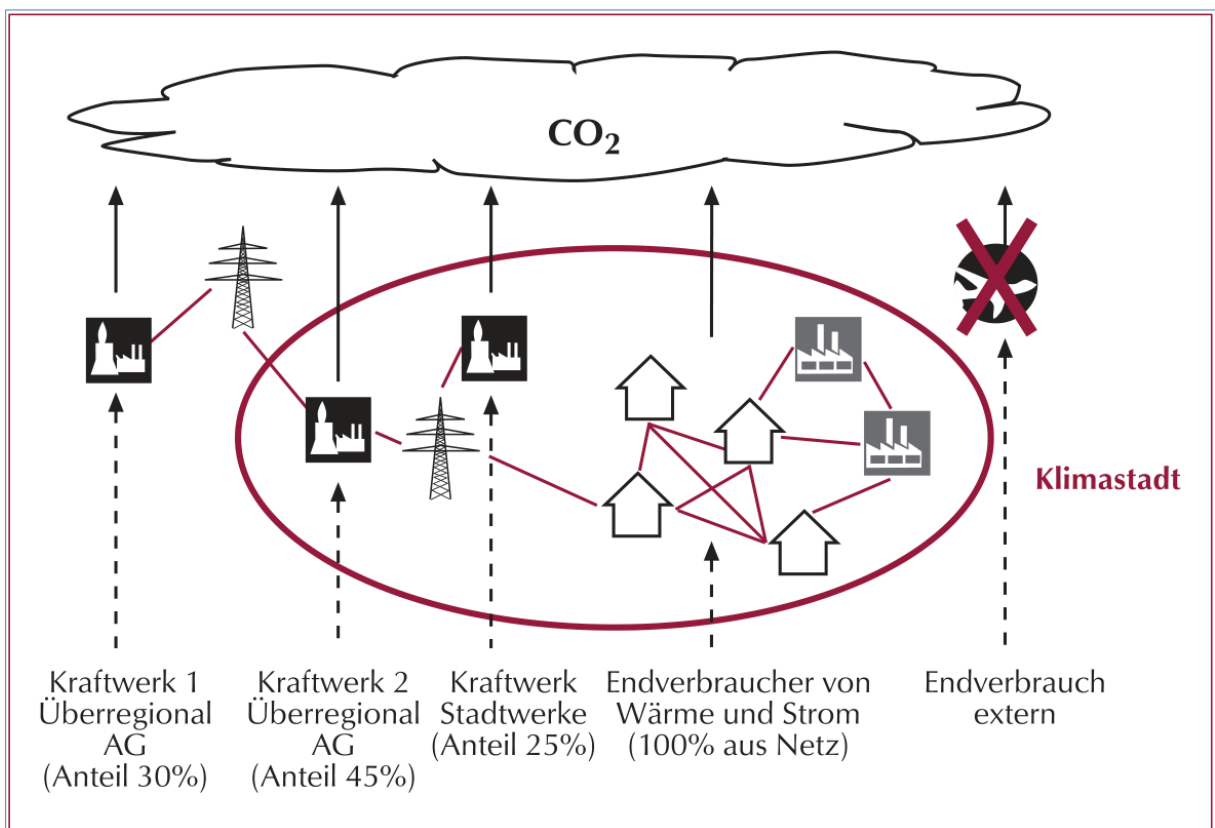 CO2
Klimastadt
Kraftwerk 1
Überregional
AG
(Anteil 30%)
Kraftwerk 2
Überregional
AG
(Anteil 45%)
Kraftwerk
Stadtwerke
(Anteil 25%)
Endverbraucher von
Wärme und Strom
(100% aus Netz)
Endverbrauch
extern